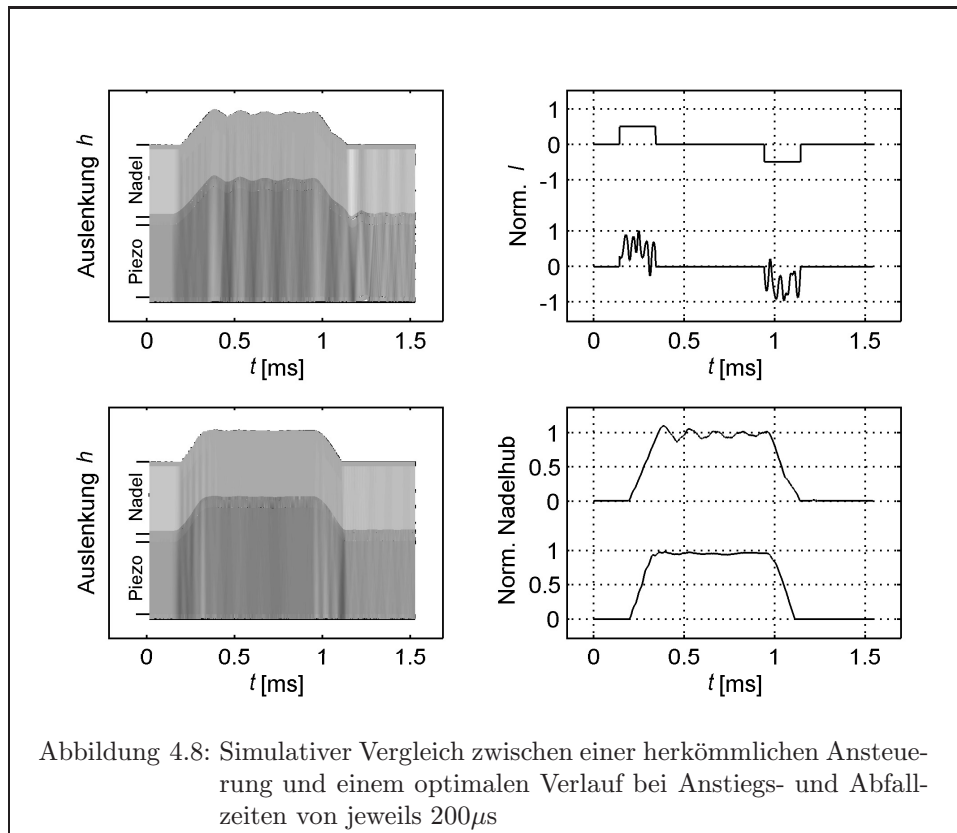 Auslenkung h
Piezo Nadel
0 0.5 1 1.5
t [ms]
Norm. I
1
0
-1
1
0
-1
0 0.5 1 1.5
t [ms]
Auslenkung h
Piezo Nadel
0 0.5 1 1.5
t [ms]
Norm. Nadelhub
1
0.5
0
1
0.5
0
0 0.5 1 1.5
t [ms]
Abbildung 4.8: Simulativer Vergleich zwischen einer herkömmlichen Ansteue-
rung und einem optimalen Verlauf bei Anstiegs- und Abfall-
zeiten von jeweils 200μs